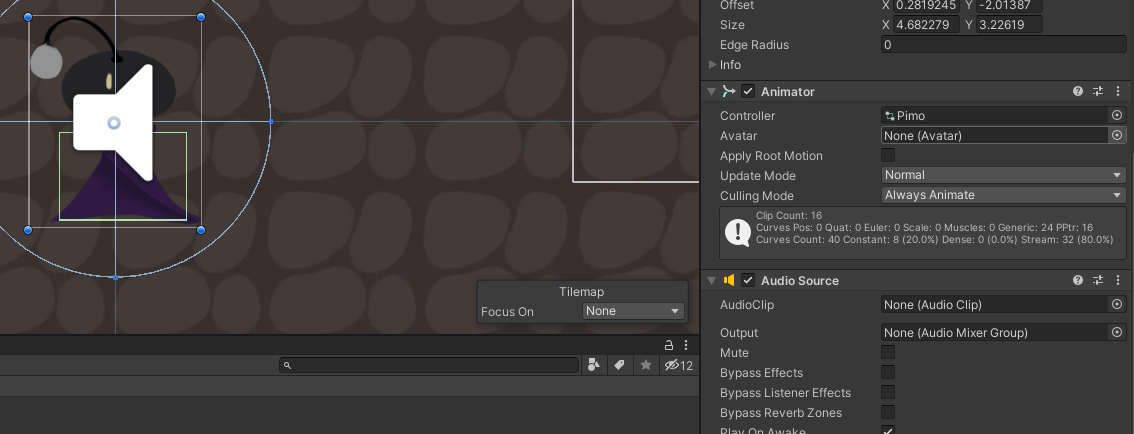 Offset X 0.2819245 Y -2.01387
Size X 4.682279 Y 3.22619
Edge Radius 0
Info
Animator
Controller Pimo
Avatar None (Avatar)
Apply Root Motion
Update Mode Normal
Culling Mode Always Animate
Clip Count: 16
Curves Pos: 0 Quat: 0 Euler: 0 Scale: 0 Muscles: 0 Generic: 24 PPtr: 16
Curves Count: 40 Constant: 8 (20.0%) Dense: 0 (0.0%) Stream: 32 (80.0%)
Audio Source
AudioClip None (Audio Clip)
Output None (Audio Mixer Group)
Mute
Bypass Effects
Bypass Listener Effects
Bypass Reverb Zones
Play On Awake
Tilemap
Focus On None
12